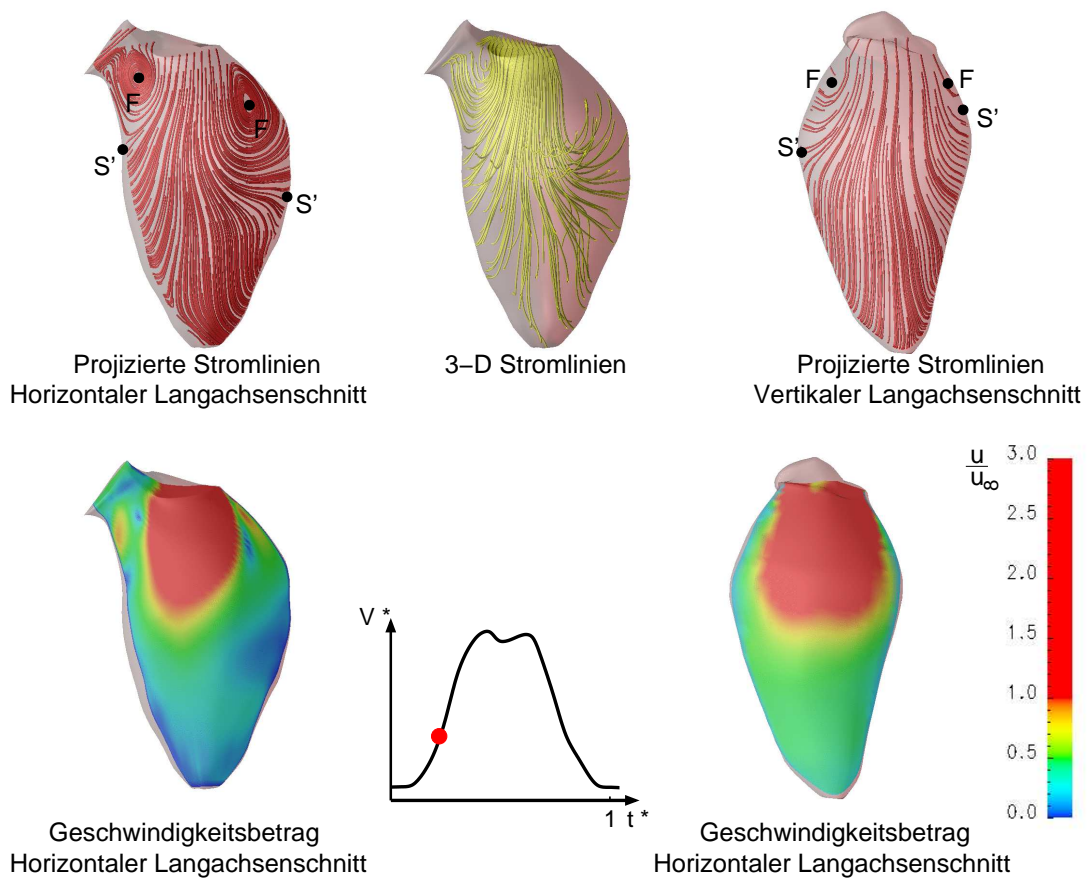 F
F
S'
S'
Projizierte Stromlinien
Horizontaler Langachsenschnitt
3–D Stromlinien
F
F
S'
S'
Projizierte Stromlinien
Vertikaler Langachsenschnitt
Geschwindigkeitsbetrag
Horizontaler Langachsenschnitt
V *
1 t *
Geschwindigkeitsbetrag
Horizontaler Langachsenschnitt
u
u∞
3.0
2.5
2.0
1.5
1.0
0.5
0.0